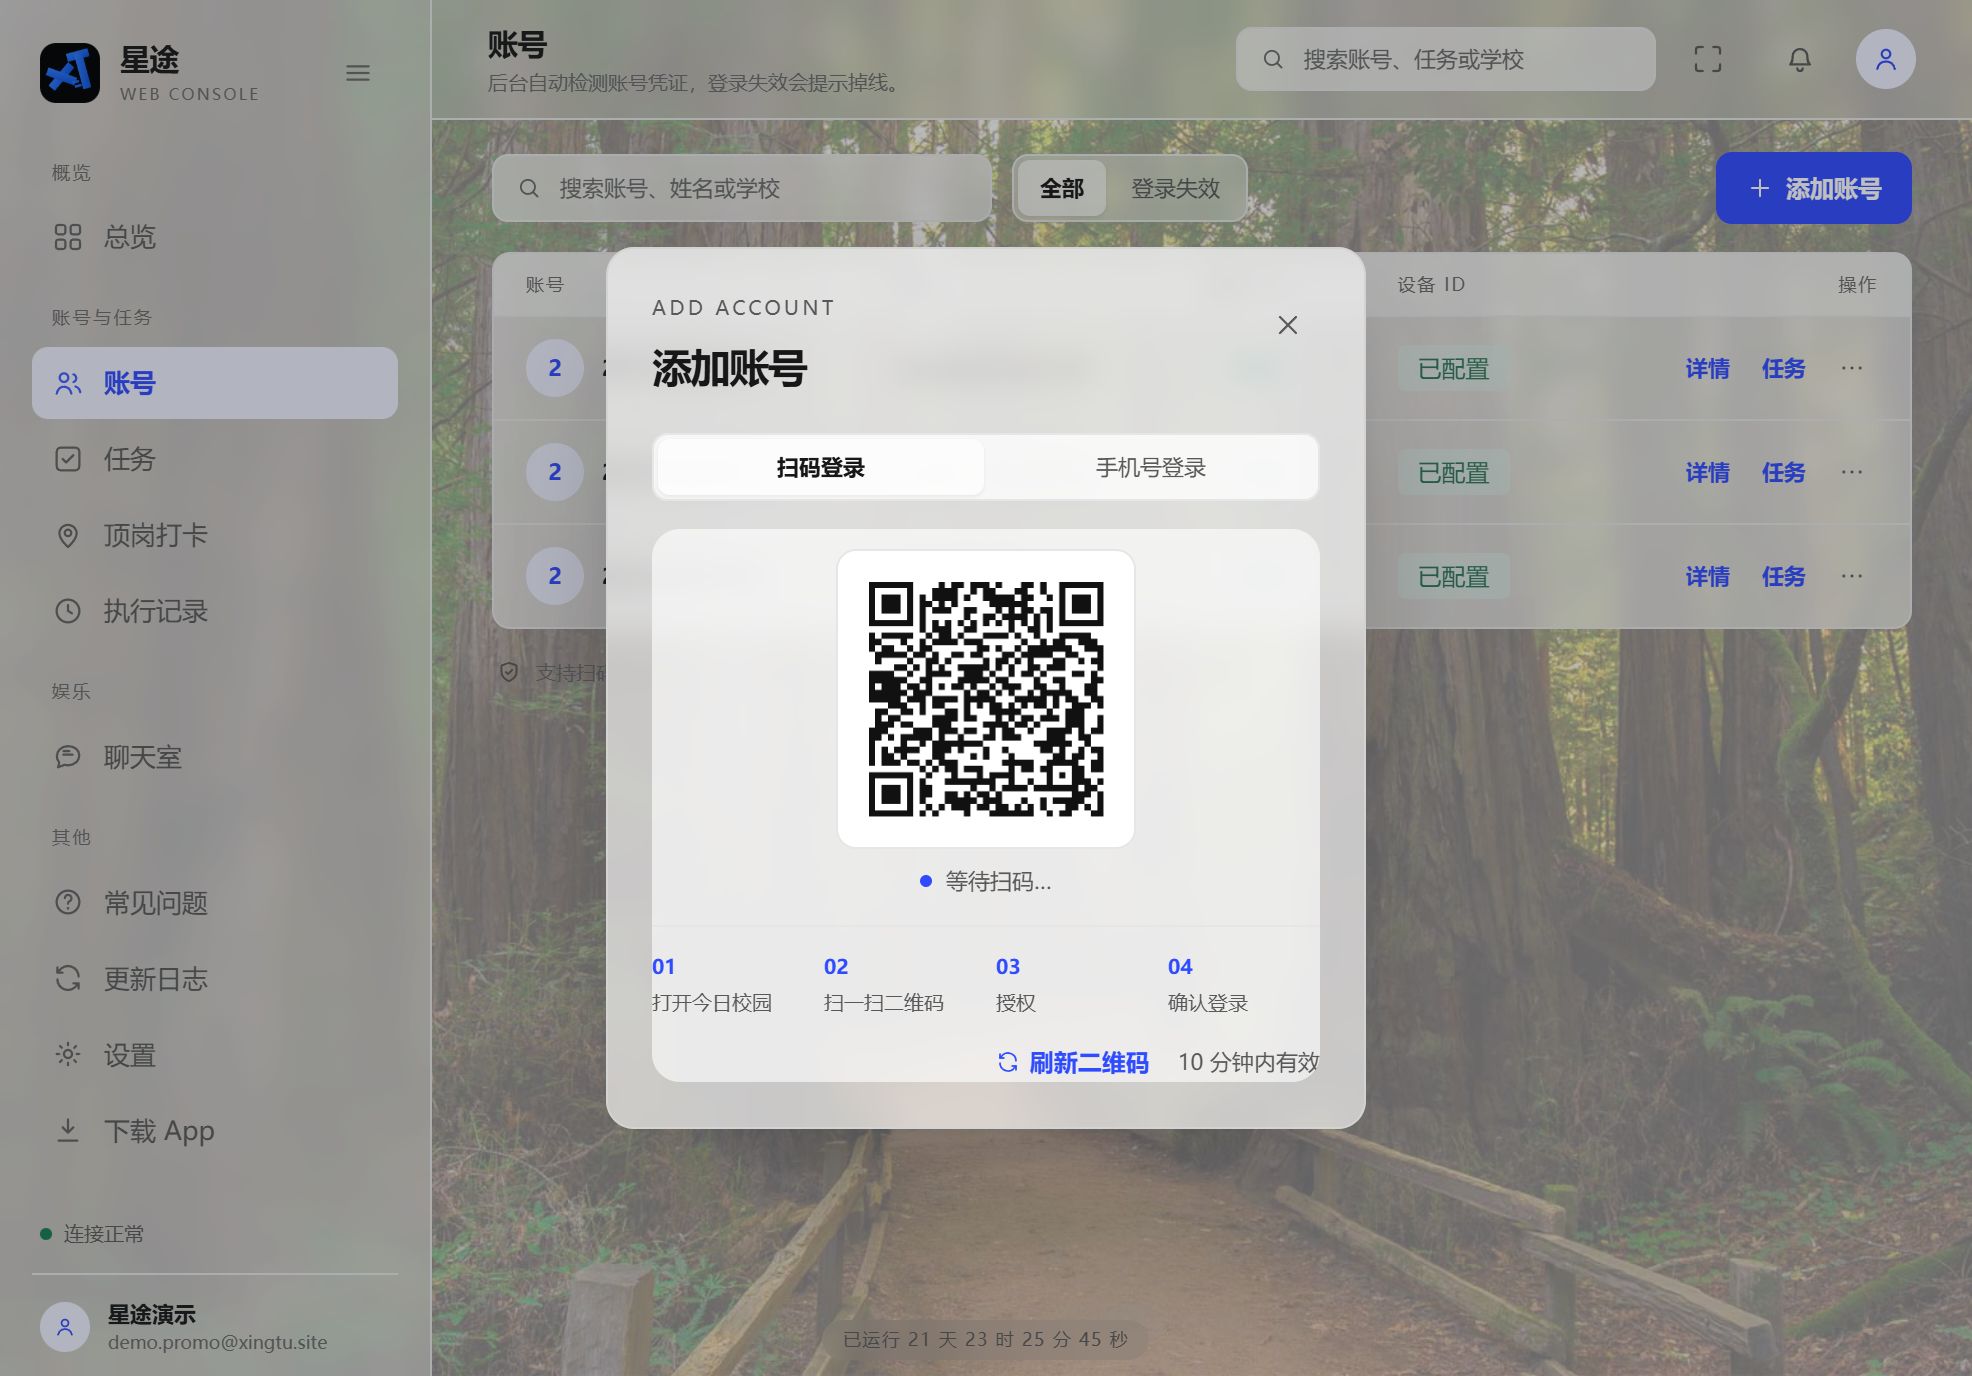 星途
WEB CONSOLE
概览
总览
账号与任务
账号
任务
顶岗打卡
执行记录
娱乐
聊天室
其他
常见问题
更新日志
设置
下载 App
连接正常
星途演示
demo.promo@xingtu.site
账号
后台自动检测账号凭证，登录失效会提示掉线。
搜索账号、任务或学校
搜索账号、姓名或学校
全部
登录失效
添加账号
账号
设备 ID
操作
2
已配置
详情
任务
2
已配置
详情
任务
2
已配置
详情
任务
支持扫码
ADD ACCOUNT
添加账号
扫码登录
手机号登录
等待扫码...
01
02
03
04
打开今日校园
扫一扫二维码
授权
确认登录
刷新二维码
10 分钟内有效
已运行 21 天 23 时 25 分 45 秒